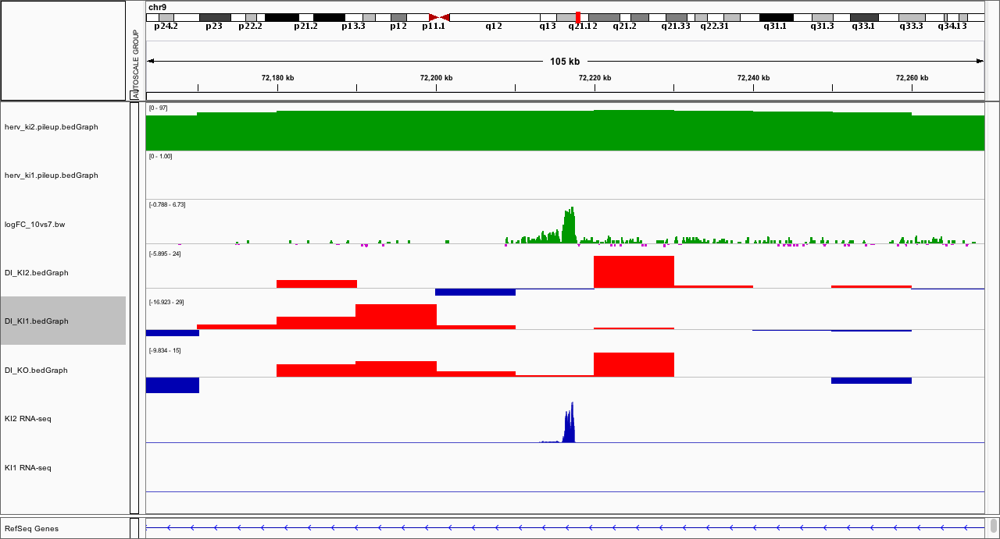 chr9
p24.2 p23 p22.2 p21.2 p13.3 p12 p11.1 q12 q13 q21.12 q21.2 q21.33 q22.31 q31.1 q31.3 q33.1 q33.3 q34.13
AUTOSCALE GROUP
105 kb
72,180 kb 72,200 kb 72,220 kb 72,240 kb 72,260 kb
[0 - 97]
herv_ki2.pileup.bedGraph
[0 - 1.00]
herv_ki1.pileup.bedGraph
[-0.788 - 6.73]
logFC_10vs7.bw
[-5.895 - 24]
DI_KI2.bedGraph
[-16.923 - 29]
DI_KI1.bedGraph
[-9.834 - 15]
DI_KO.bedGraph
KI2 RNA-seq
KI1 RNA-seq
RefSeq Genes